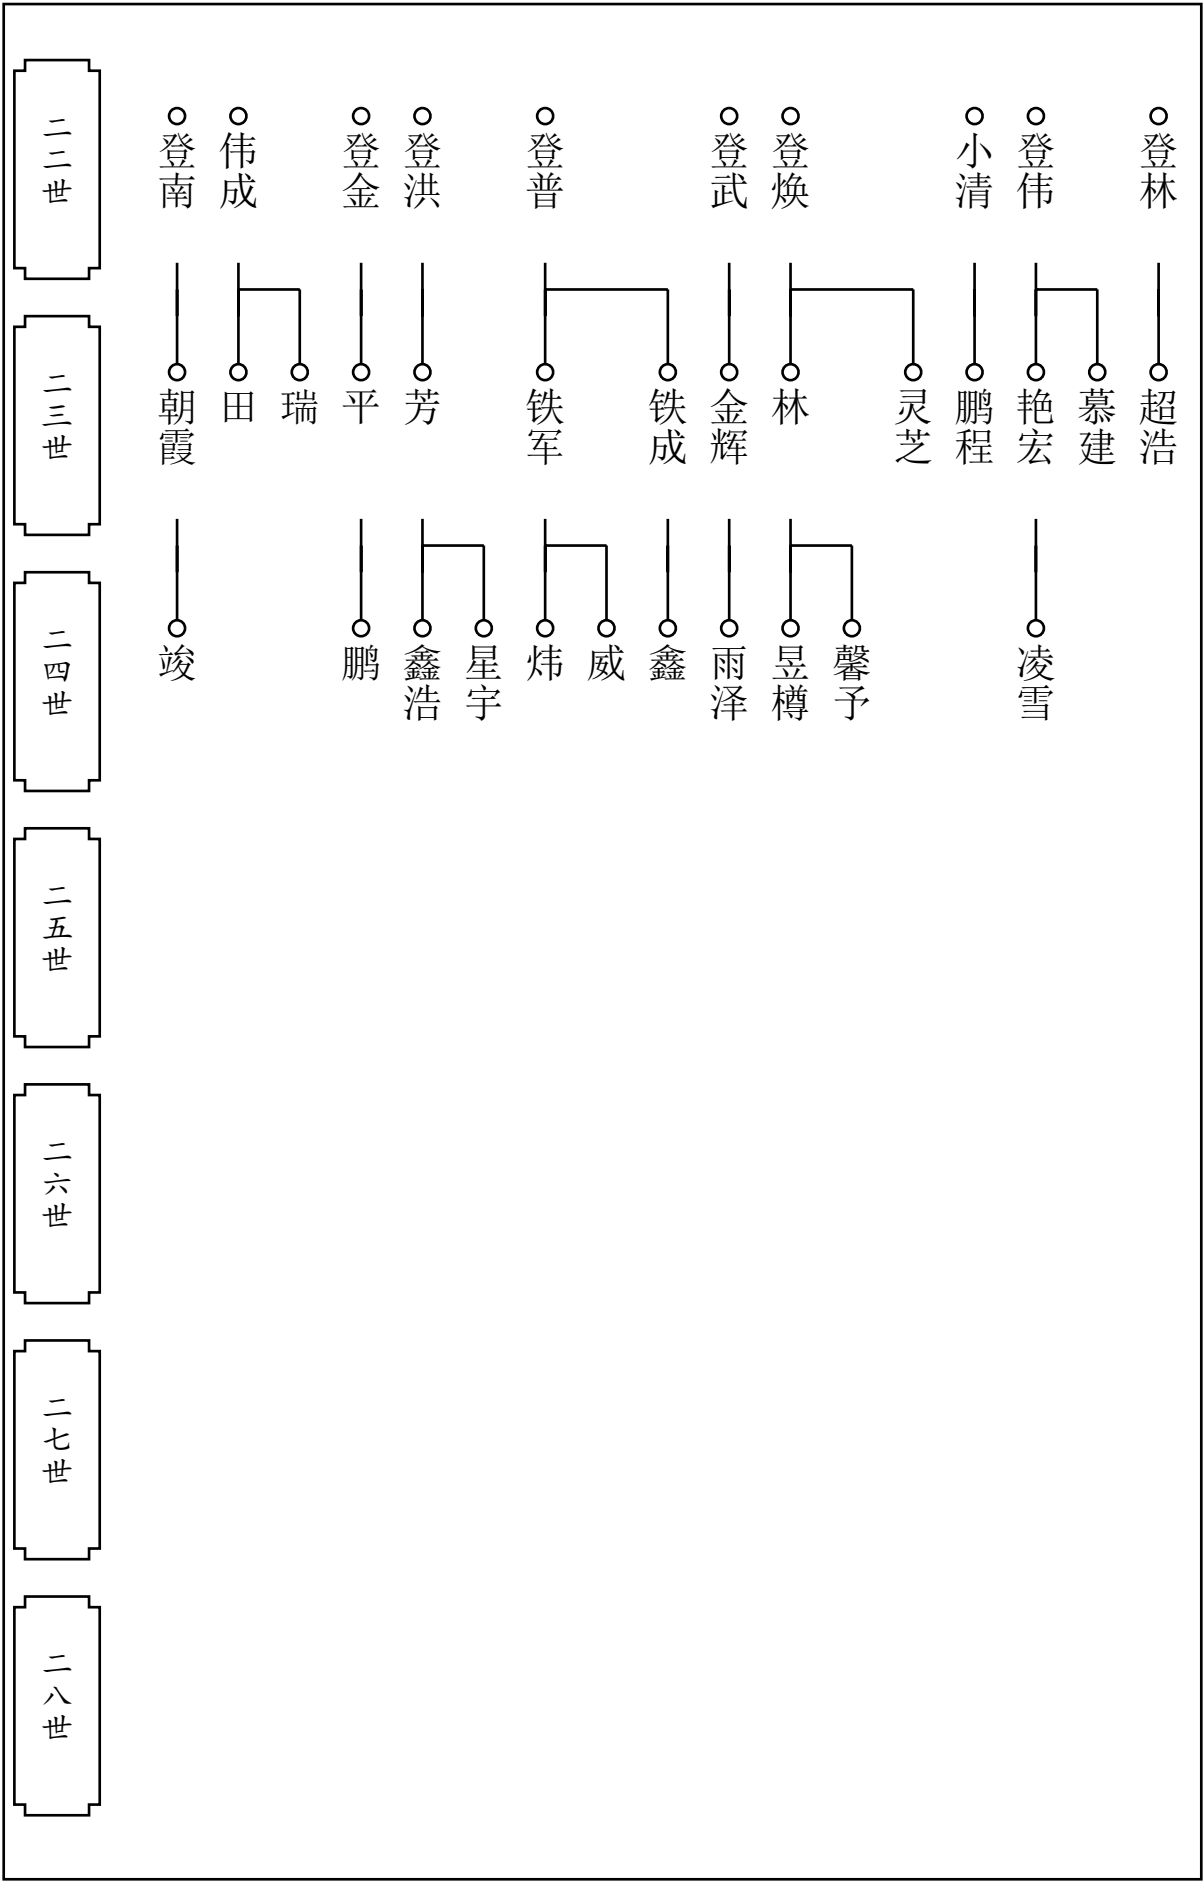 二二世
登南
伟成
登金
登洪
登普
登武
登焕
小清
登伟
登林
二三世
朝霞
田
瑞
平
芳
铁军
铁成
金辉
林
灵芝
鹏程
艳宏
慕建
超浩
二四世
竣
鹏
鑫浩
星宇
炜
威
鑫
雨泽
昱樽
馨予
凌雪
二五世
二六世
二七世
二八世